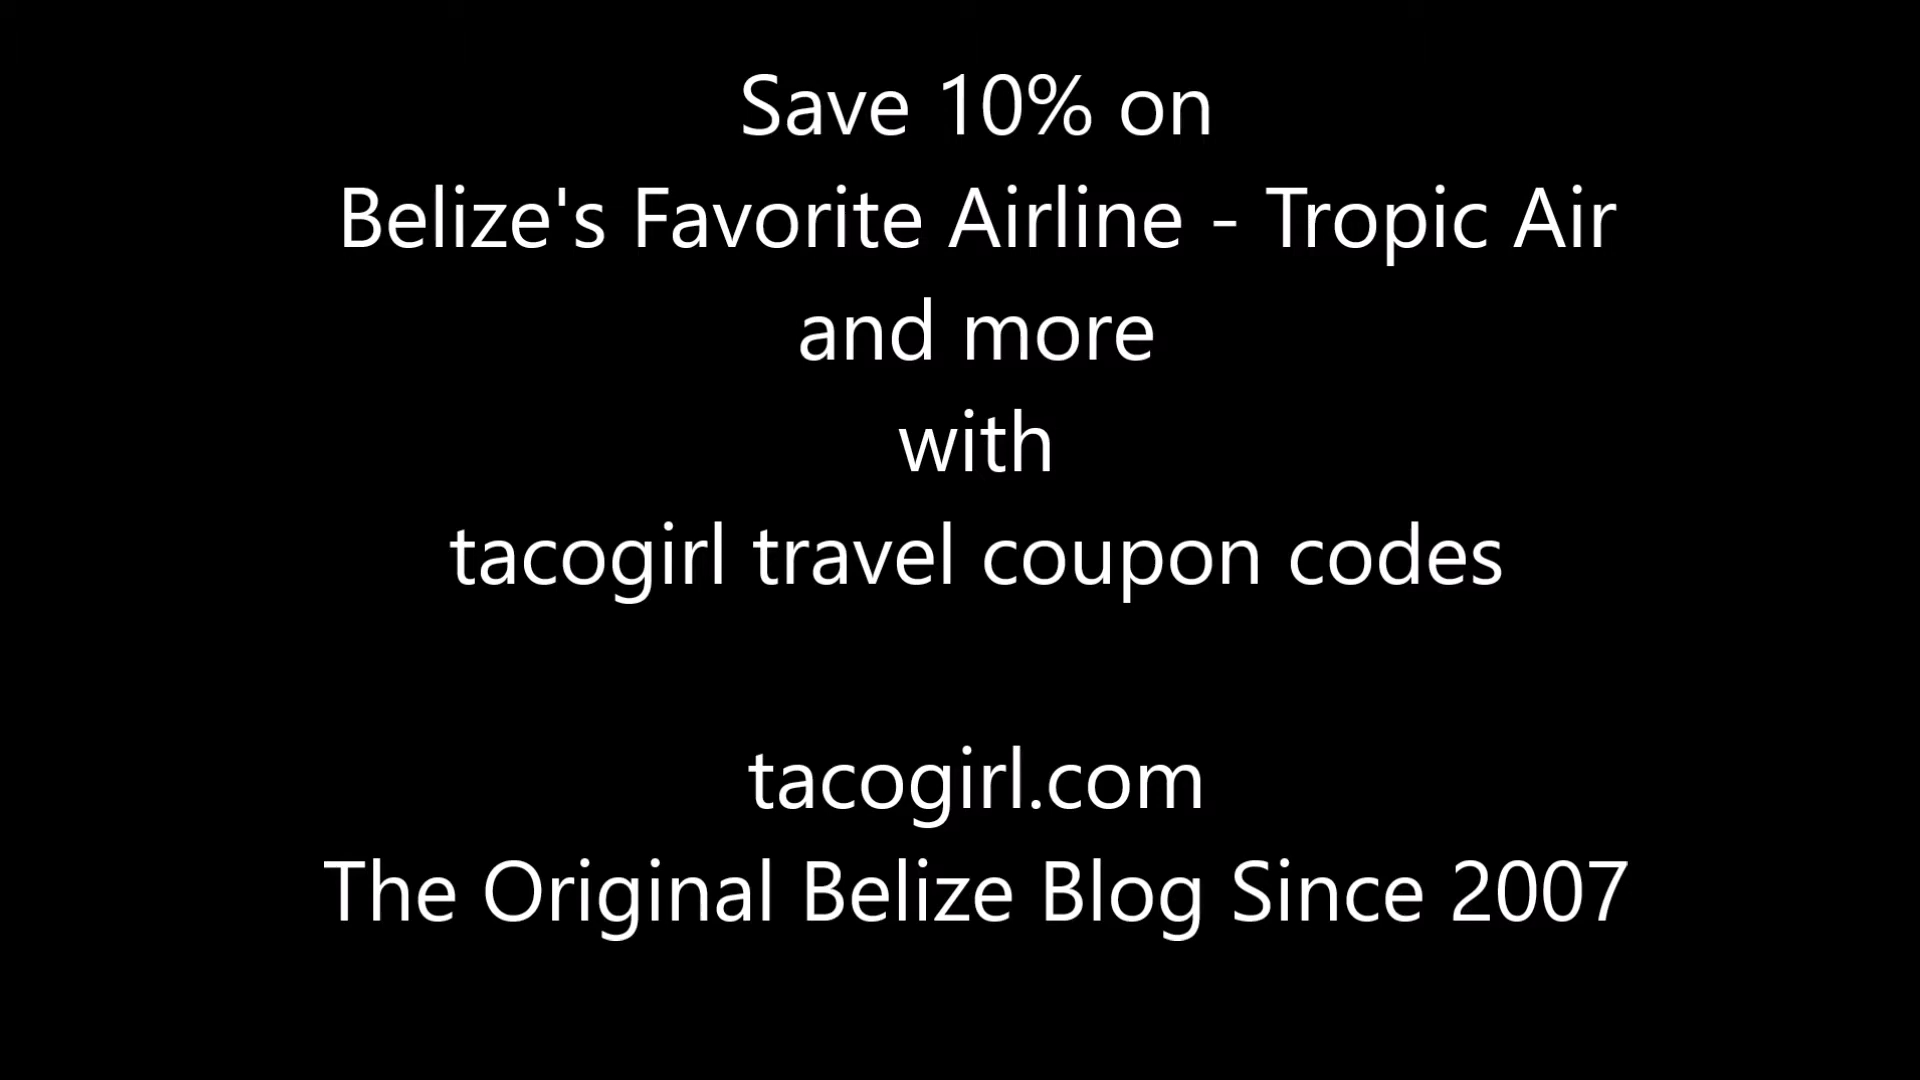 Save 10% on
Belize's Favorite Airline - Tropic Air
and more
with
tacogirl travel coupon codes
tacogirl.com
The Original Belize Blog Since 2007